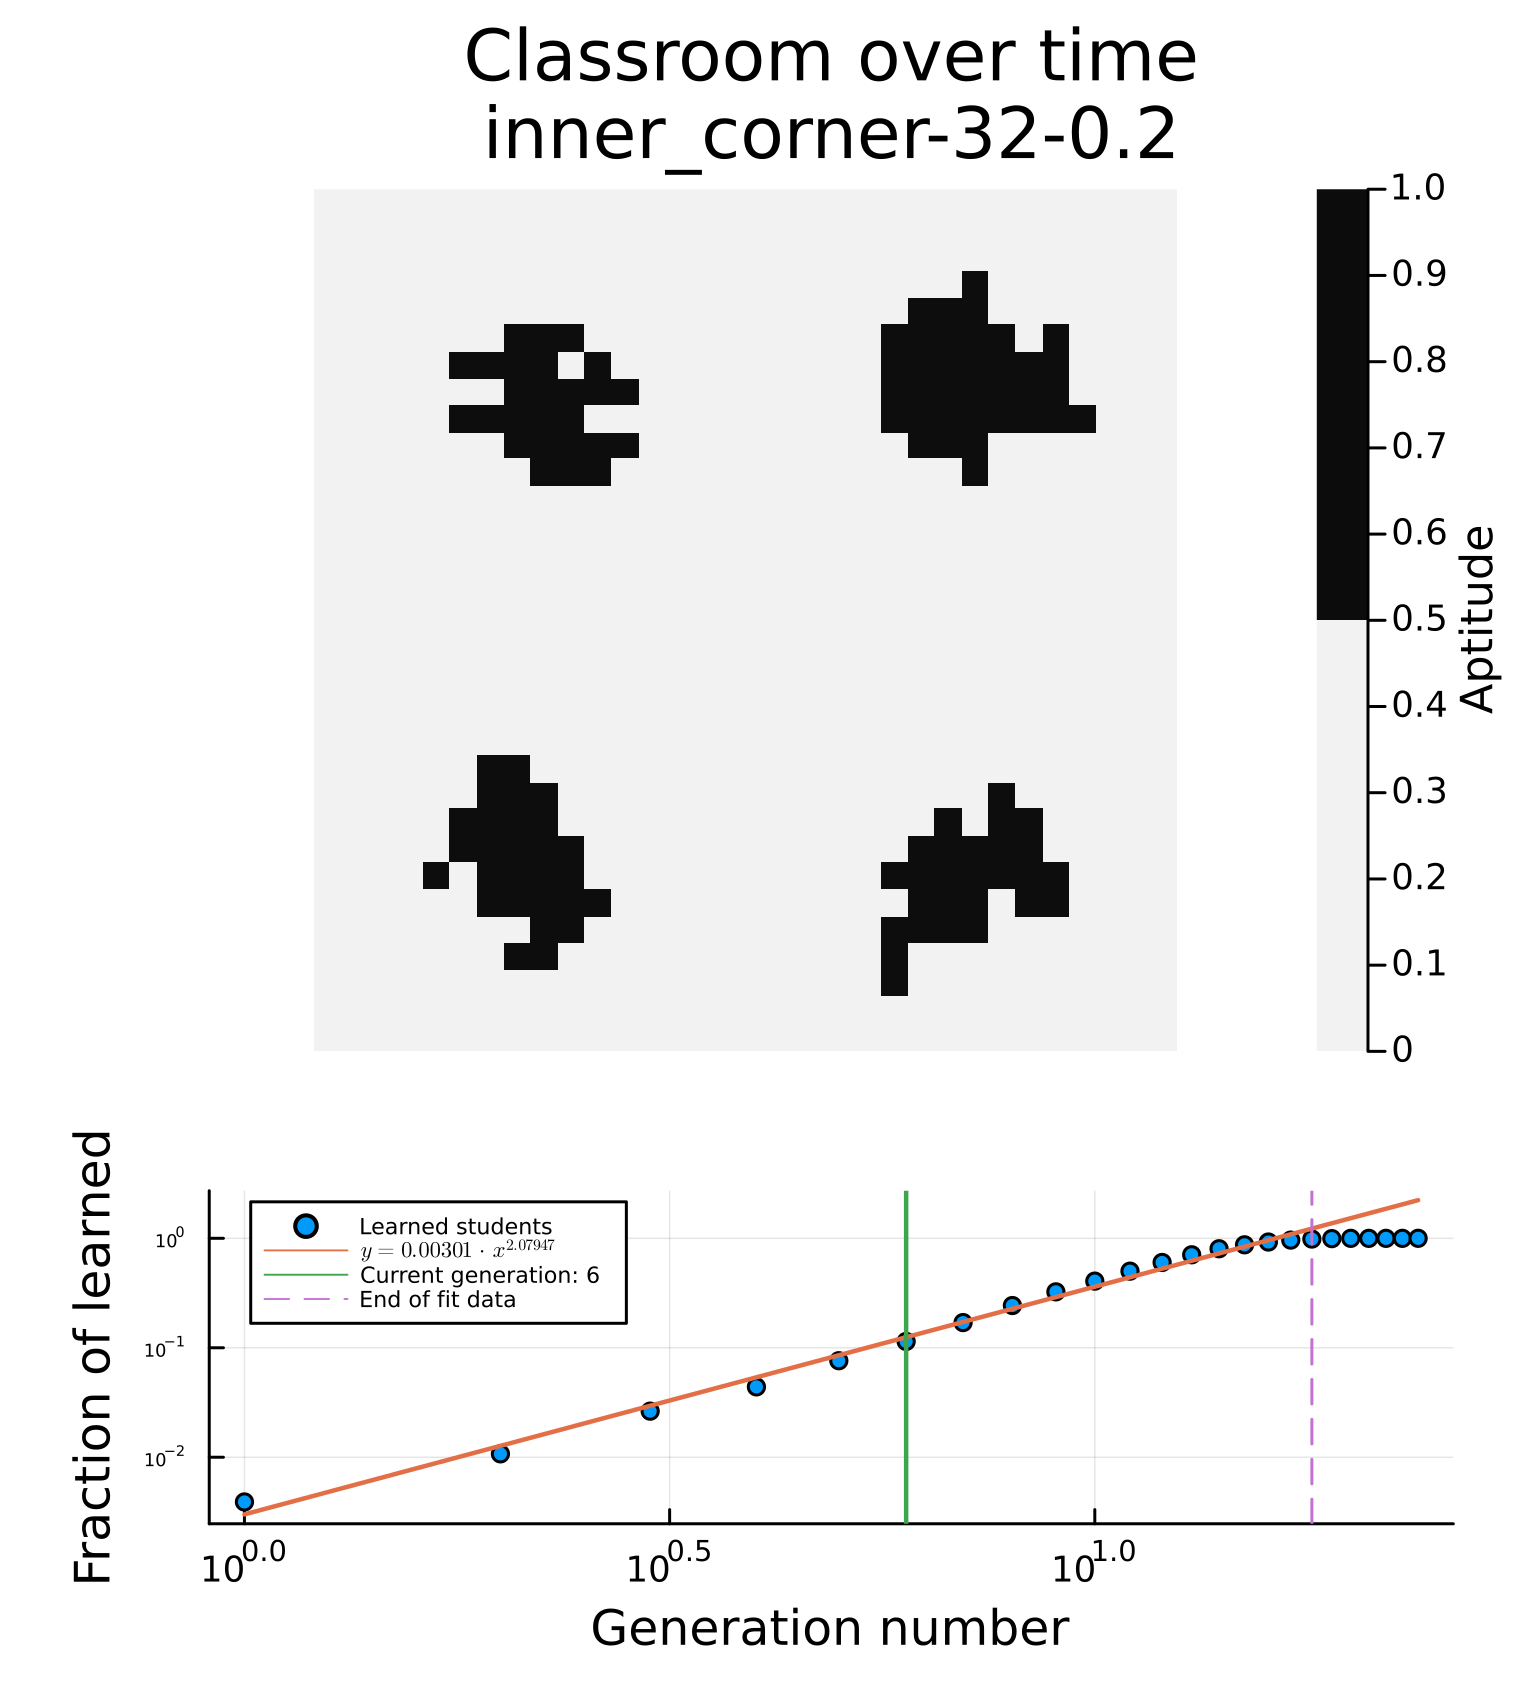 Classroom over time
inner_corner-32-0.2
1.0
0.9
0.8
0.7
0.6
0.5
0.4
0.3
0.2
0.1
0
Aptitude
Fraction of learned
10^0
10^-1
10^-2
Learned students
y = 0.00301 · x^2.07947
Current generation: 6
End of fit data
10^0.0
10^0.5
10^1.0
Generation number